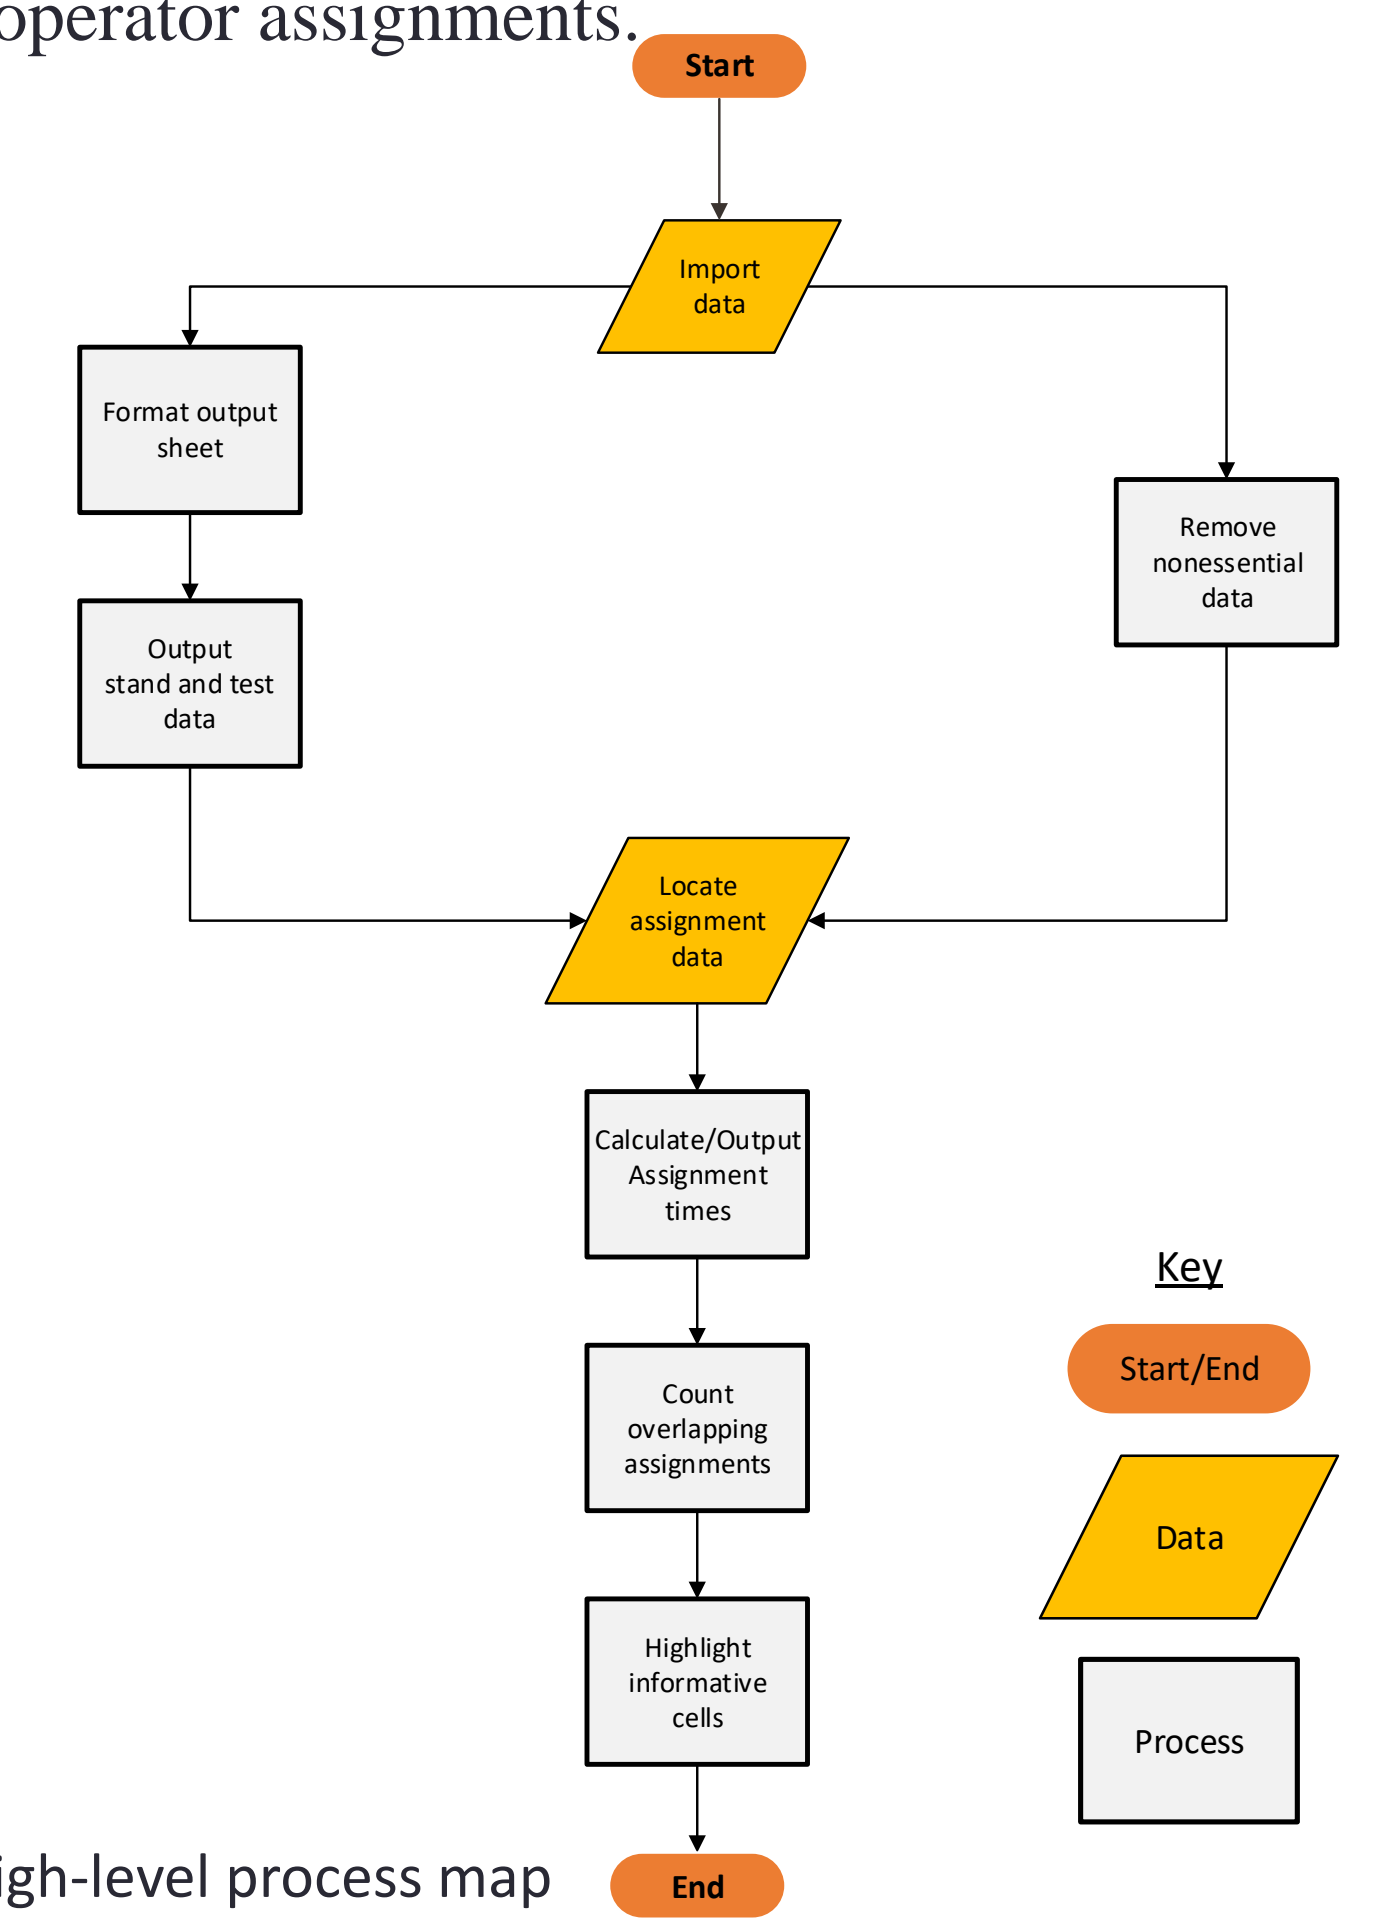 operator assignments.
Start
Import
data
Format output
sheet
Remove
nonessential
data
Output
stand and test
data
Locate
assignment
data
Calculate/Output
Assignment
times
Count
overlapping
assignments
Highlight
informative
cells
End
Key
Start/End
Data
Process
igh-level process map